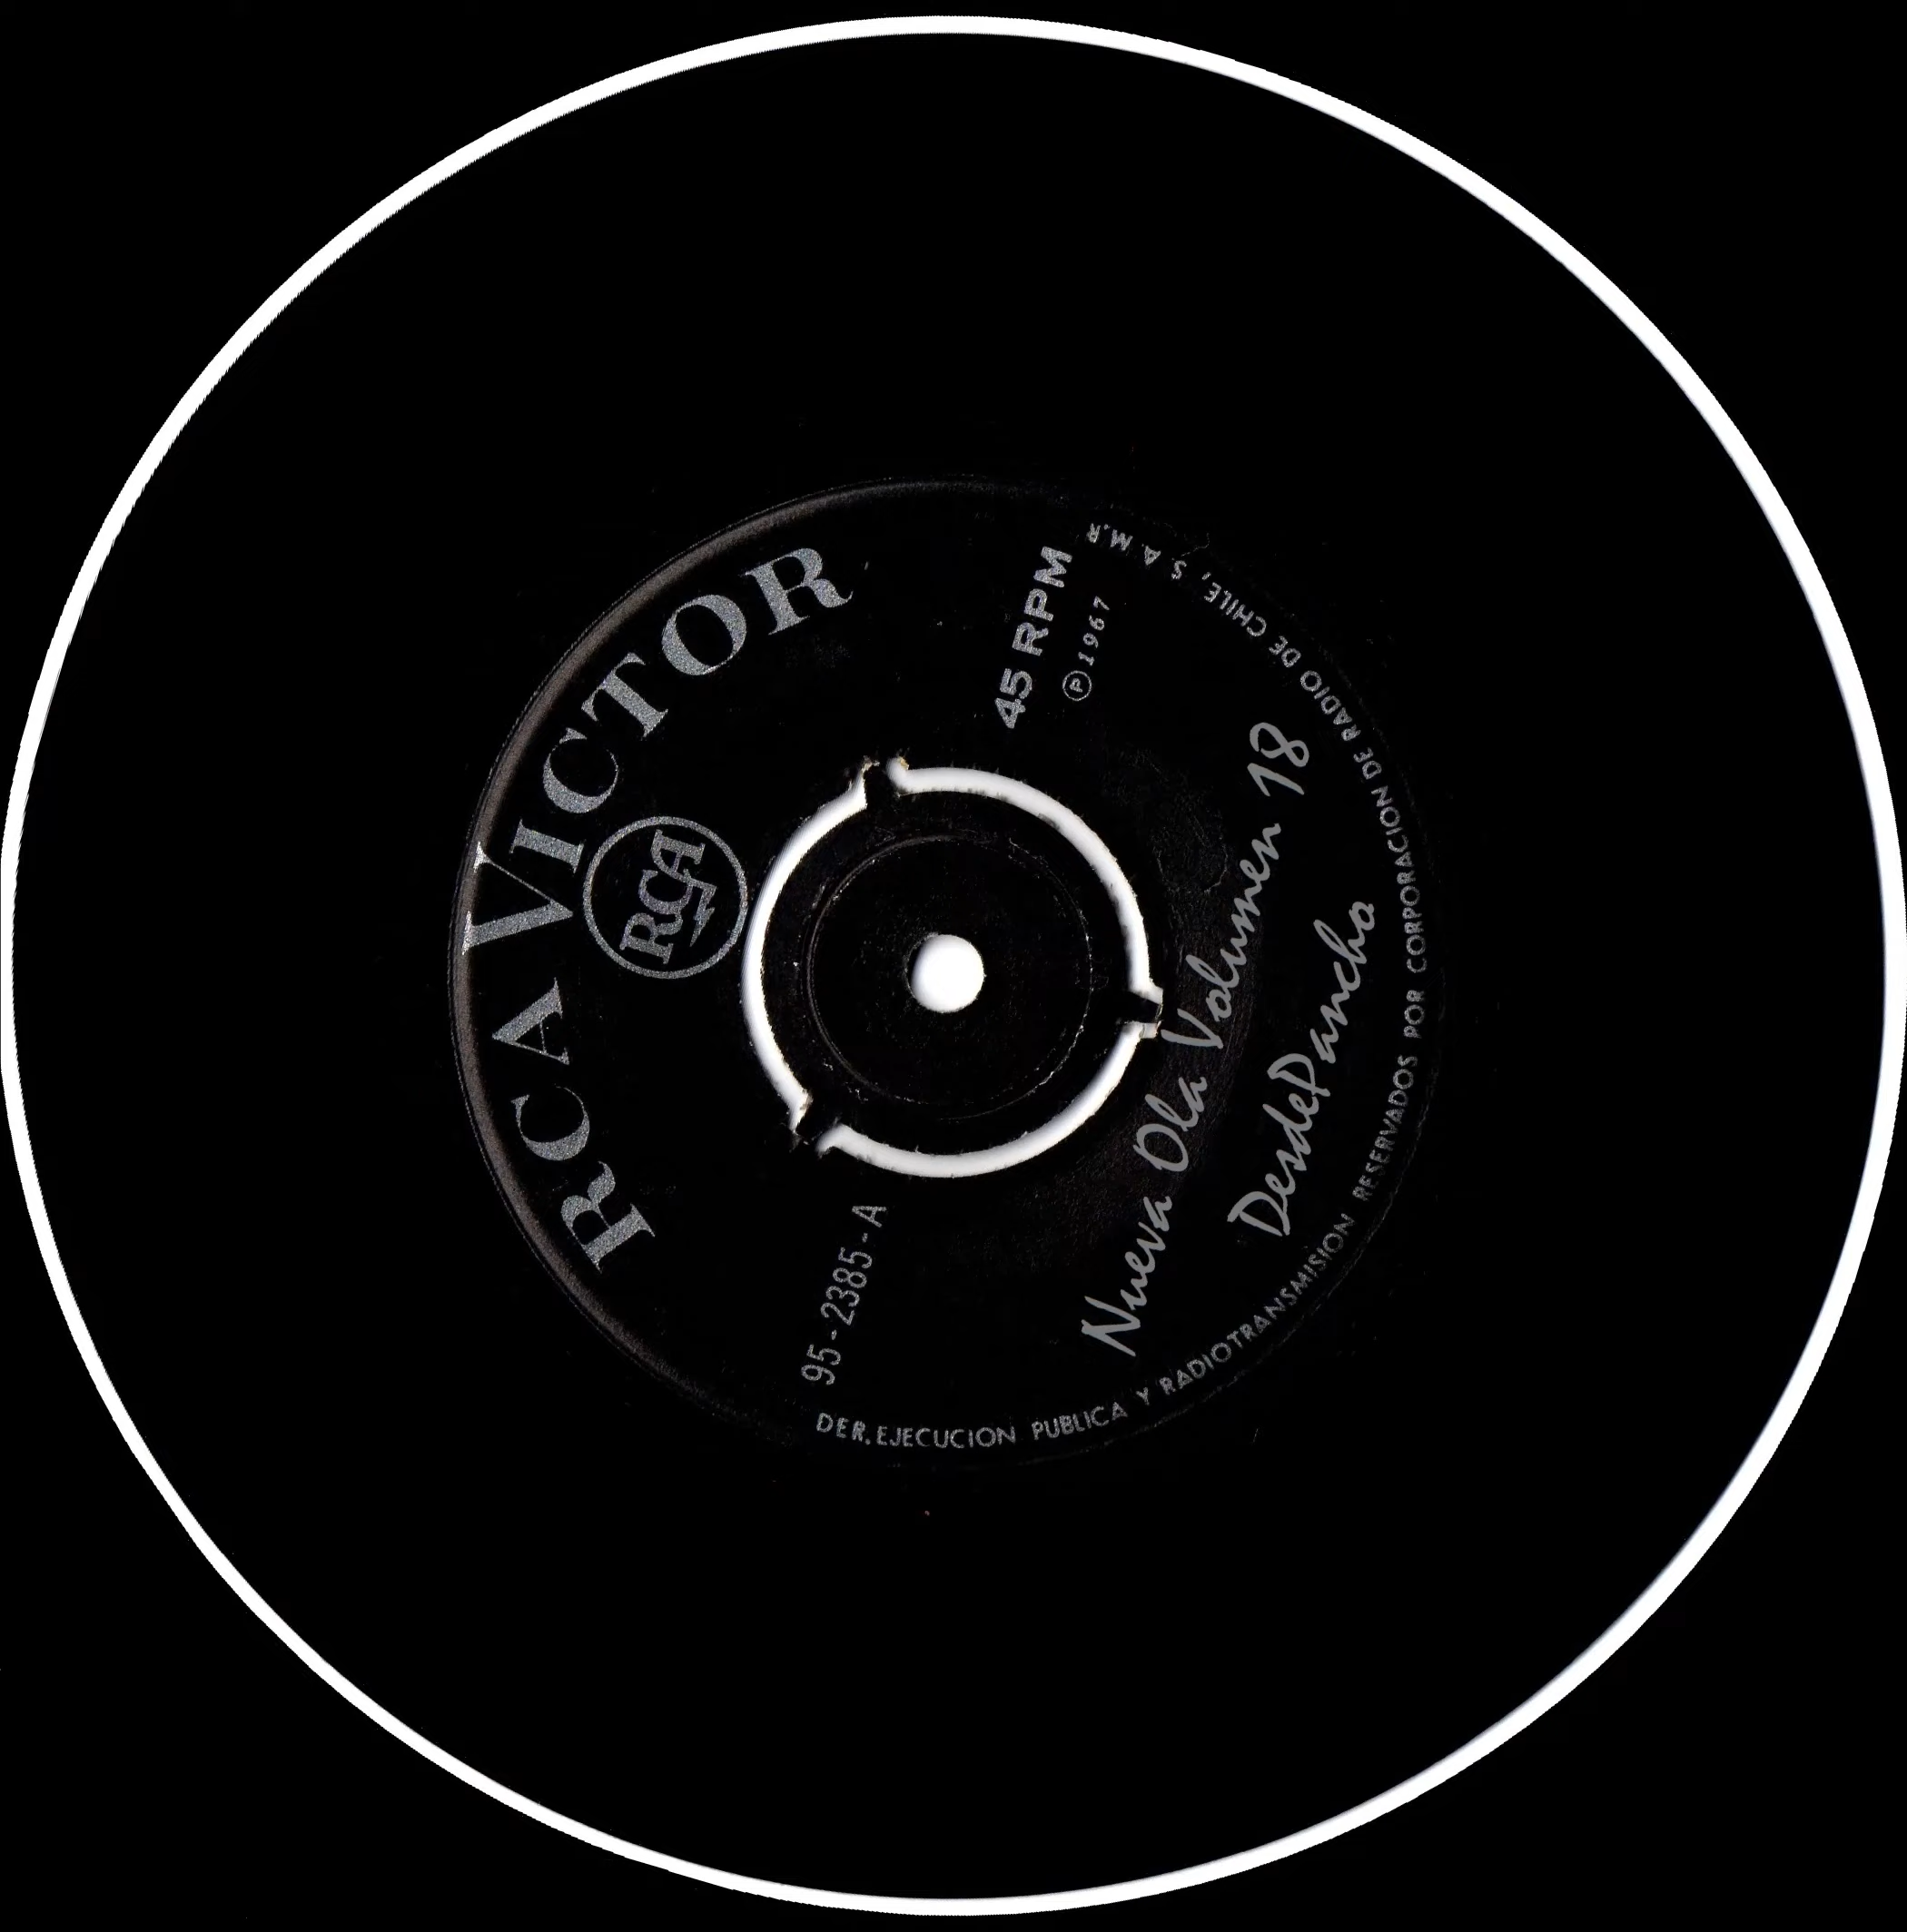 RCA VICTOR
RCA
45 RPM
℗ 1967
95-2385-A
Nueva Ola Volumen 18
DesdePancho
DER. EJECUCION PUBLICA Y RADIOTRANSMISION RESERVADOS POR CORPORACION DE RADIO DE CHILE, S. A. M.R.